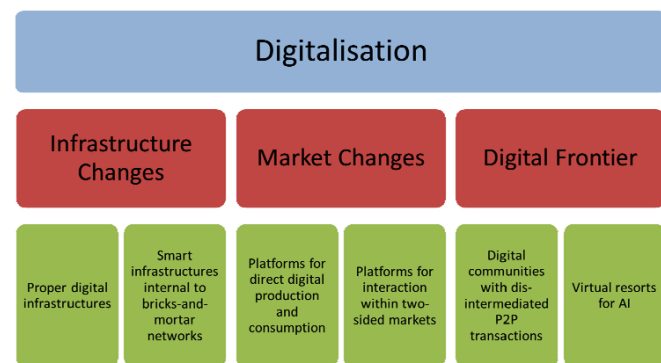 Digitalisation
Infrastructure
Changes
Market Changes
Digital Frontier
Proper digital
infrastructures
Smart
infrastructures
internal to
bricks-and-
mortar
networks
Platforms for
direct digital
production
and
consumption
Platforms for
interaction
within two-
sided markets
Digital
communities
with dis-
intermediated
P2P
transactions
Virtual resorts
for AI